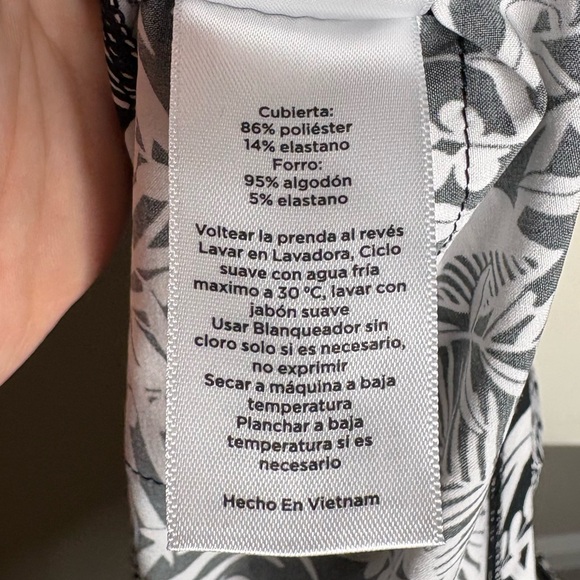 Cubierta:
86% poliéster
14% elastano
Forro:
95% algodón
5% elastano
Voltear la prenda al revés
Lavar en Lavadora, Ciclo
suave con agua fría
maximo a 30 °C, lavar con
jabón suave
Usar Blanqueador sin
cloro solo si es necesario,
no exprimir
Secar a máquina a baja
temperatura
Planchar a baja
temperatura si es
necesario
Hecho En Vietnam